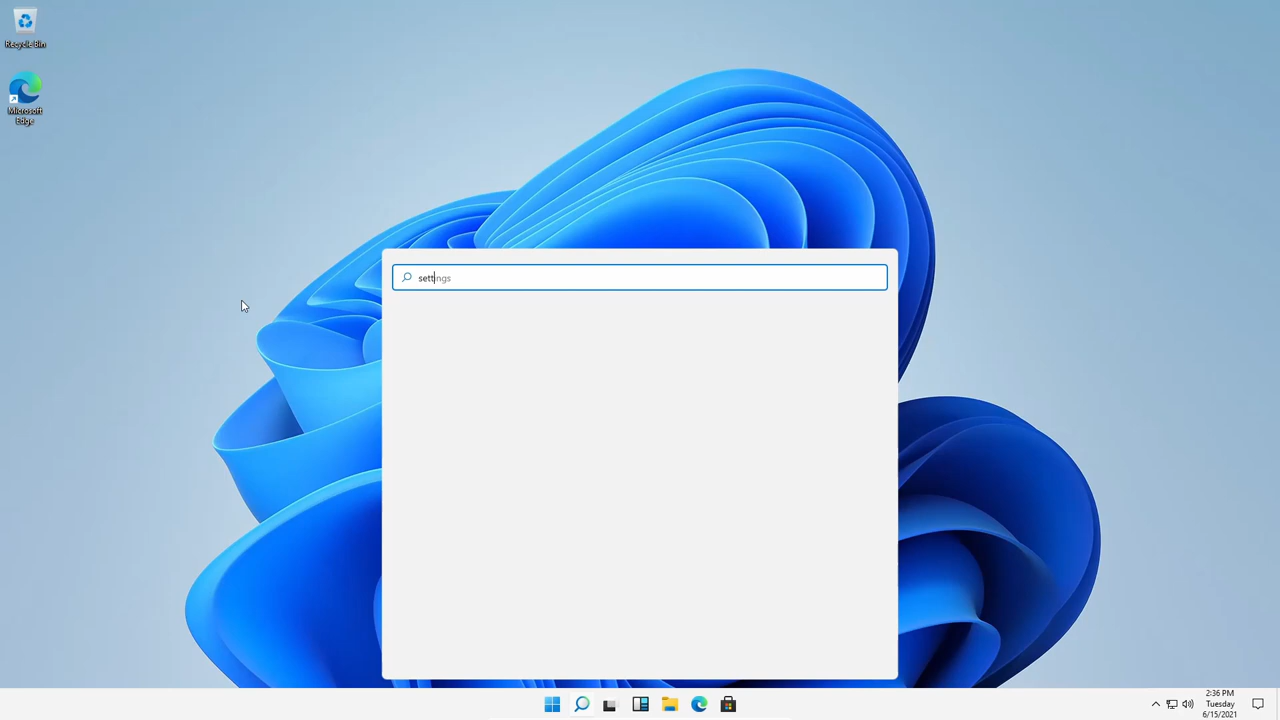 Recycle Bin
Microsoft
Edge
settings
2:36 PM
Tuesday
6/15/2021